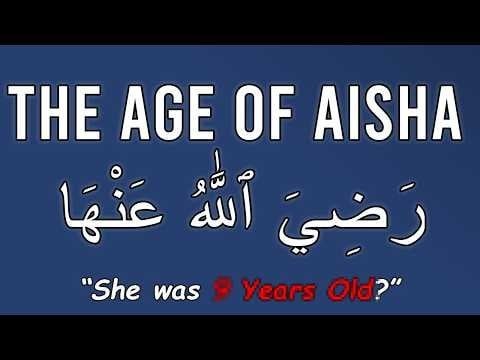 THE AGE OF AISHA
رَضِيَ ٱللَّٰهُ عَنْهَا
“She was 9 Years Old?”